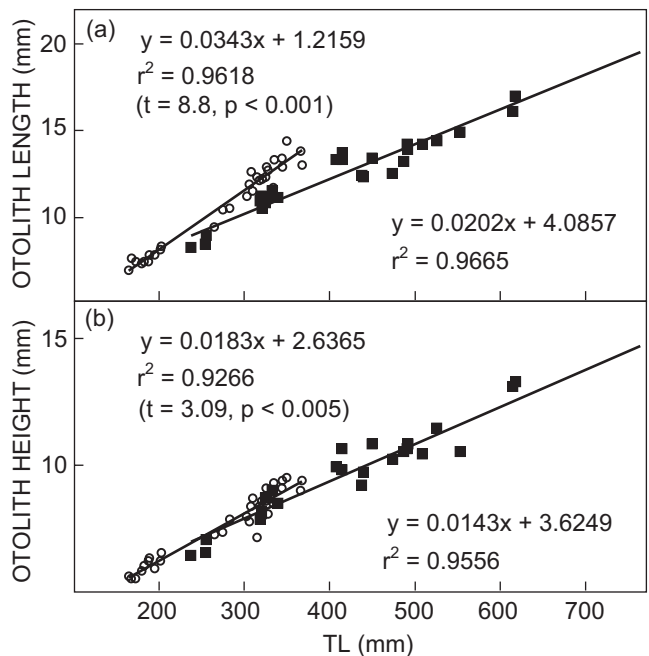 (a)
y = 0.0343x + 1.2159
r² = 0.9618
(t = 8.8, p < 0.001)
y = 0.0202x + 4.0857
r² = 0.9665
20
15
10
OTOLITH LENGTH (mm)
(b)
y = 0.0183x + 2.6365
r² = 0.9266
(t = 3.09, p < 0.005)
y = 0.0143x + 3.6249
r² = 0.9556
15
10
OTOLITH HEIGHT (mm)
200 300 400 500 600 700
TL (mm)